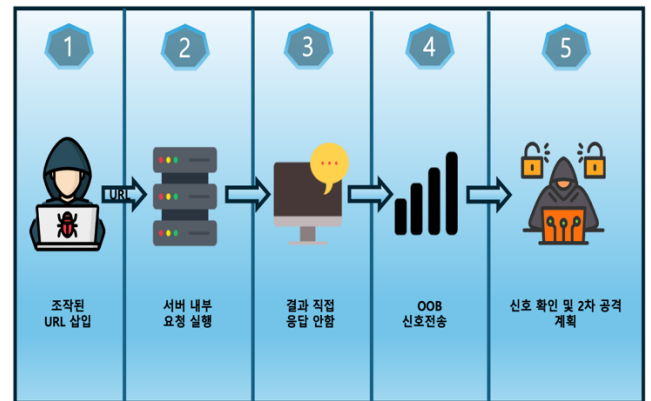 1
2
3
4
5
URL
조작된
URL 삽입
서버 내부
요청 실행
결과 직접
응답 안함
OOB
신호전송
신호 확인 및 2차 공격
계획